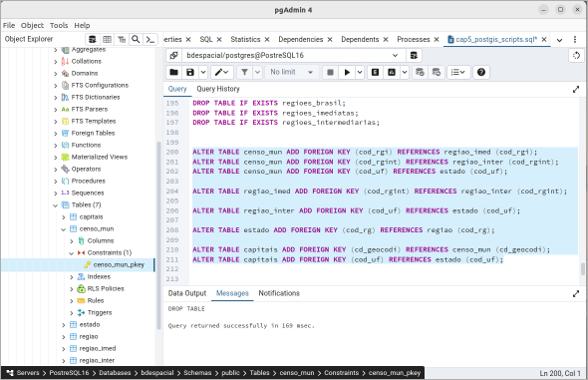 pgAdmin 4
File Object Tools Help
Object Explorer
erties SQL Statistics Dependencies Dependents Processes cap5_postgis_scripts.sql*
bdespacial/postgres@PostreSQL16
No limit
Query Query History
195 DROP TABLE IF EXISTS regioes_brasil;
196 DROP TABLE IF EXISTS regioes_imediatas;
197 DROP TABLE IF EXISTS regioes_intermediarias;
198
199
200 ALTER TABLE censo_mun ADD FOREIGN KEY (cod_rgi) REFERENCES regiao_imed (cod_rgi);
201 ALTER TABLE censo_mun ADD FOREIGN KEY (cod_rgint) REFERENCES regiao_inter (cod_rgint);
202 ALTER TABLE censo_mun ADD FOREIGN KEY (cod_uf) REFERENCES estado (cod_uf);
203
204 ALTER TABLE regiao_imed ADD FOREIGN KEY (cod_rgint) REFERENCES regiao_inter (cod_rgint);
205
206 ALTER TABLE regiao_inter ADD FOREIGN KEY (cod_uf) REFERENCES estado (cod_uf);
207
208 ALTER TABLE estado ADD FOREIGN KEY (cod_rg) REFERENCES regiao (cod_rg);
209
210 ALTER TABLE capitais ADD FOREIGN KEY (cd_geocodi) REFERENCES censo_mun (cd_geocodi);
211 ALTER TABLE capitais ADD FOREIGN KEY (cod_uf) REFERENCES estado (cod_uf);
212
213
Aggregates
Collations
Domains
FTS Configurations
FTS Dictionaries
FTS Parsers
FTS Templates
Foreign Tables
Functions
Materialized Views
Operators
Procedures
Sequences
Tables (7)
capitais
censo_mun
Columns
Constraints (1)
censo_mun_pkey
Indexes
RLS Policies
Rules
Triggers
estado
regiao
regiao_imed
regiao_inter
Data Output Messages Notifications
DROP TABLE
Query returned successfully in 169 msec.
Servers > PostreSQL16 > Databases > bdespacial > Schemas > public > Tables > censo_mun > Constraints > censo_mun_pkey
Ln 200, Col 1